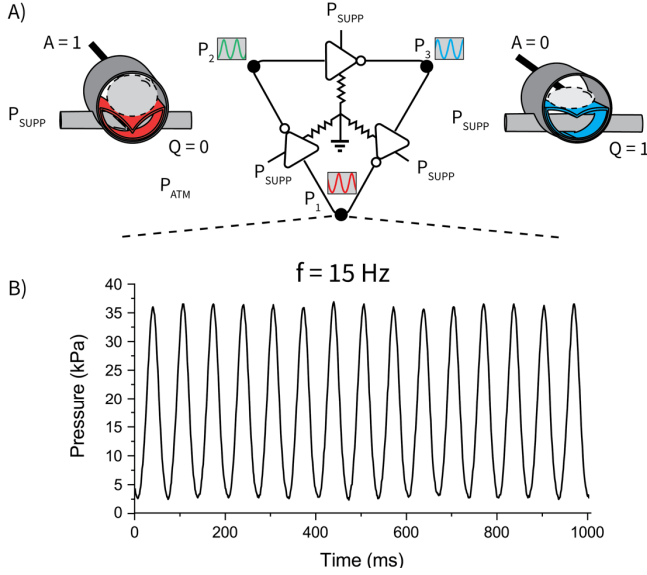 A)
P_SUPP
A = 1
P_2
P_3
A = 0
P_SUPP
Q = 0
P_SUPP
P_SUPP
P_SUPP
Q = 1
P_ATM
P_1
f = 15 Hz
B)
Pressure (kPa)
40
35
30
25
20
15
10
5
0
0
200
400
600
800
1000
Time (ms)